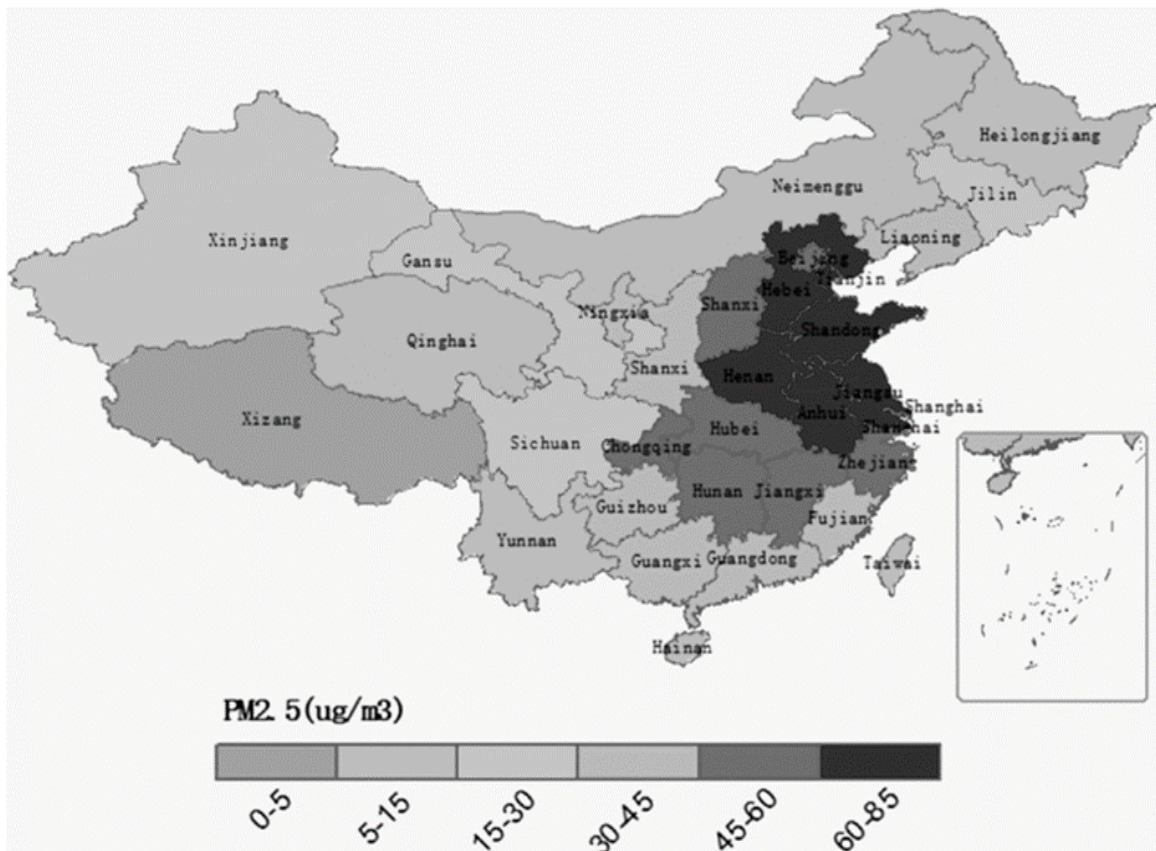 Heilongjiang
Neimenggu
Jilin
Xinjiang
Liaoning
Gansu
Beijing
Tianjin
Hebei
Shanxi
Ningxia
Shandong
Qinghai
Shanxi
Henan
Jiangsu
Shanghai
Anhui
Xizang
Hubei
Shanghai
Sichuan
Chongqing
Zhejiang
Hunan
Jiangxi
Guizhou
Fujian
Yunnan
Guangxi
Guangdong
Taiwai
Hainan
PM2.5(ug/m3)
0-5
5-15
15-30
30-45
45-60
60-85